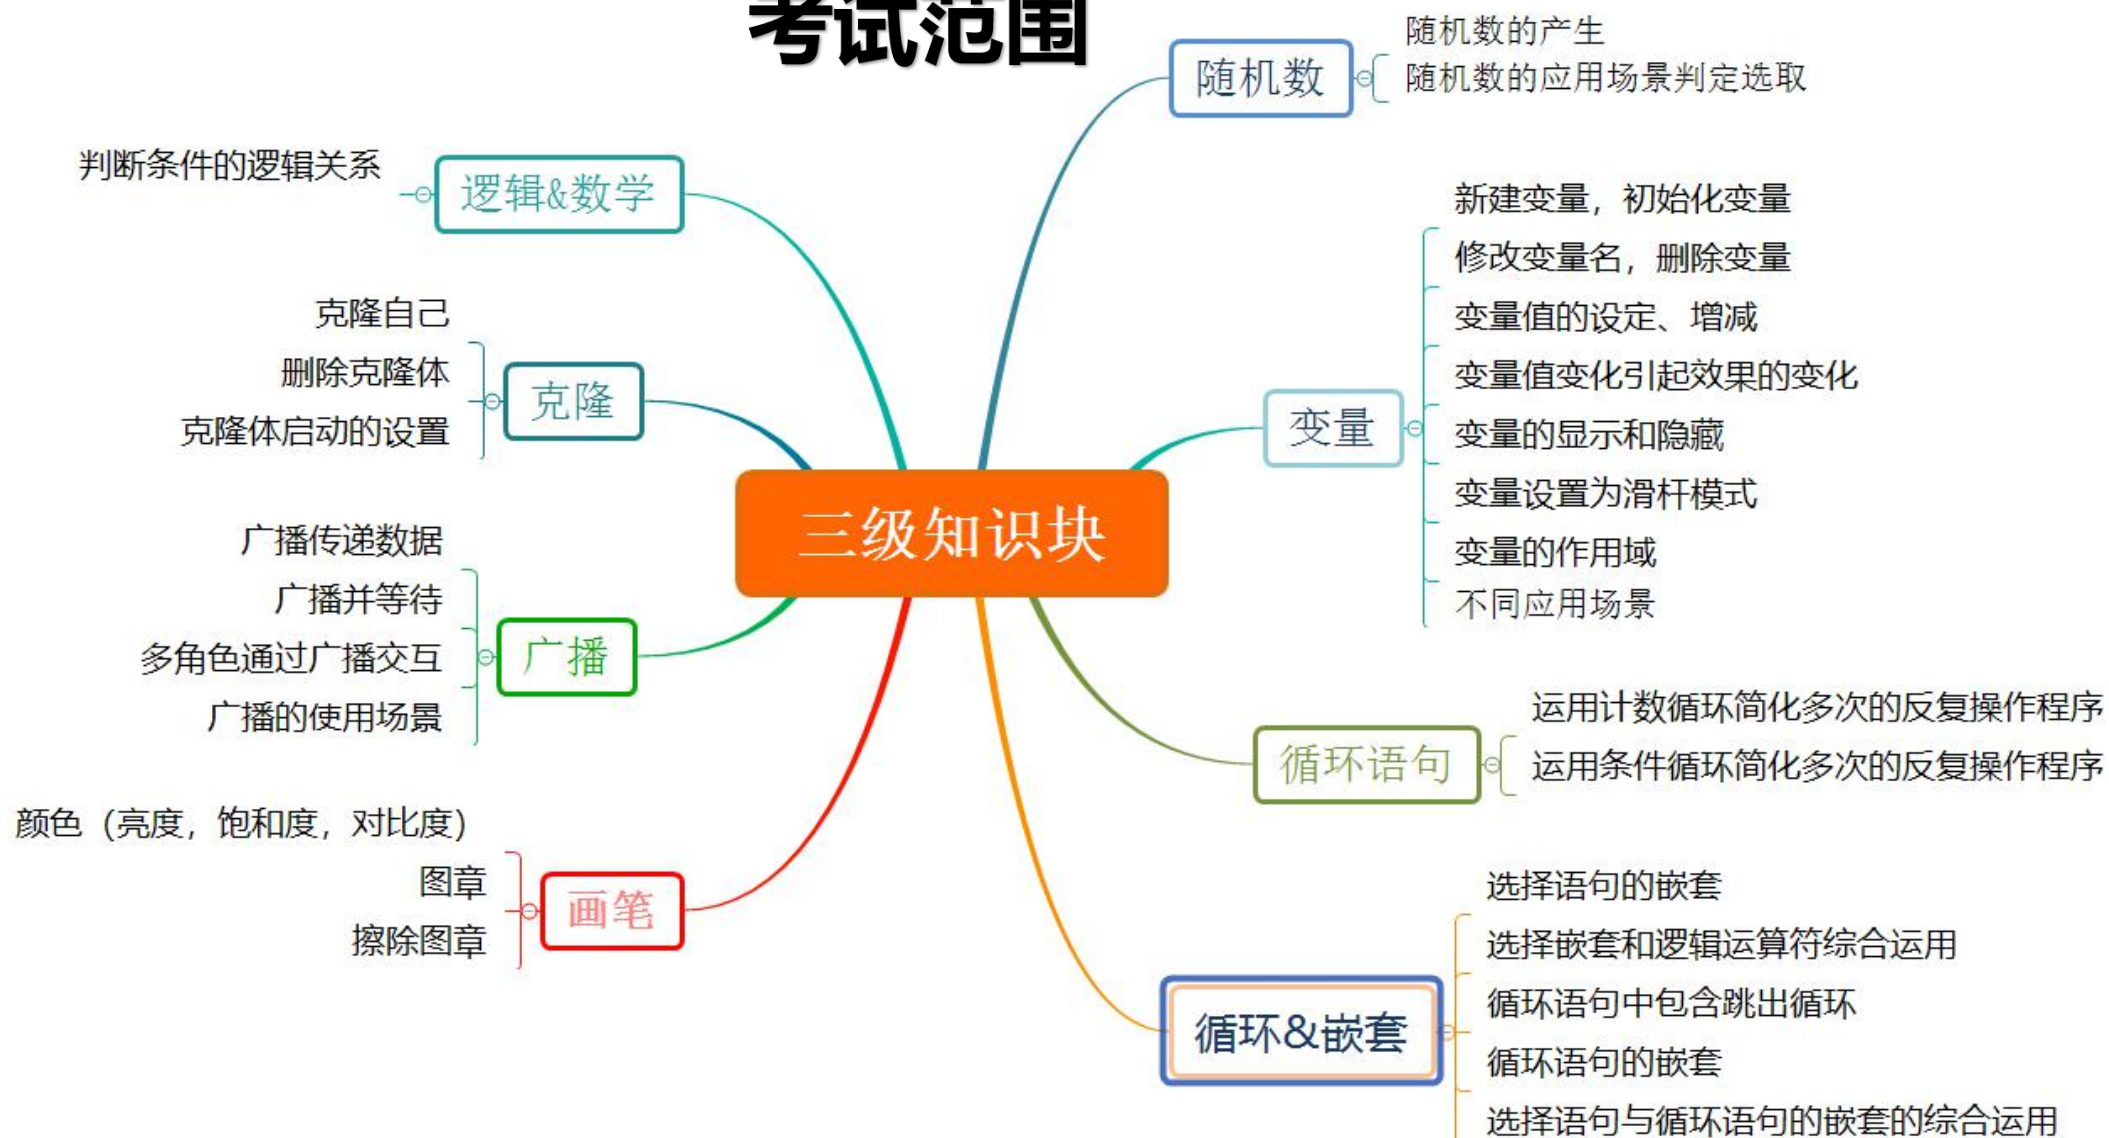 考试范围
随机数
随机数的产生
随机数的应用场景判定选取
变量
新建变量，初始化变量
修改变量名，删除变量
变量值的设定、增减
变量值变化引起效果的变化
变量的显示和隐藏
变量设置为滑杆模式
变量的作用域
不同应用场景
循环语句
运用计数循环简化多次的反复操作程序
运用条件循环简化多次的反复操作程序
循环&嵌套
选择语句的嵌套
选择嵌套和逻辑运算符综合运用
循环语句中包含跳出循环
循环语句的嵌套
选择语句与循环语句的嵌套的综合运用
三级知识块
逻辑&数学
判断条件的逻辑关系
克隆
克隆自己
删除克隆体
克隆体启动的设置
广播
广播传递数据
广播并等待
多角色通过广播交互
广播的使用场景
画笔
颜色（亮度，饱和度，对比度）
图章
擦除图章